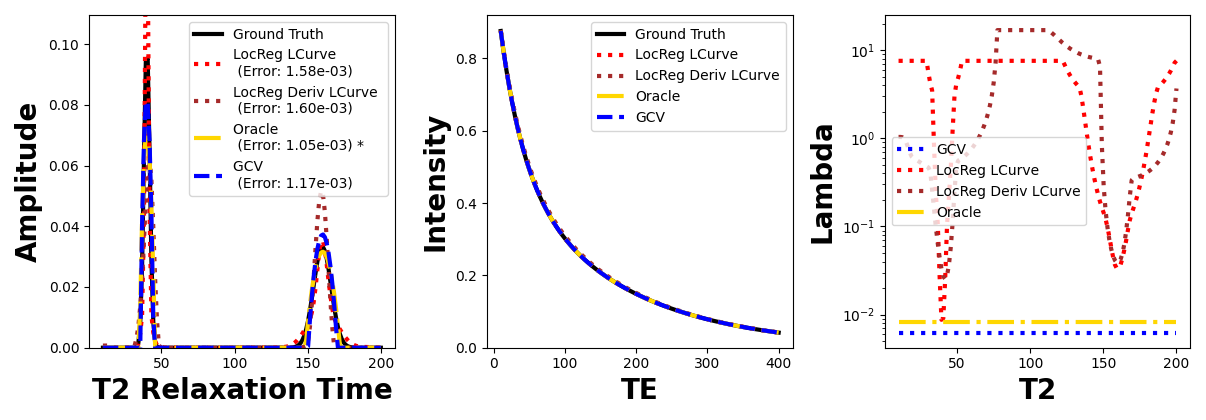 Amplitude
0.10
0.08
0.06
0.04
0.02
0.00
50
100
150
200
T2 Relaxation Time
Ground Truth
LocReg LCurve
(Error: 1.58e-03)
LocReg Deriv LCurve
(Error: 1.60e-03)
Oracle
(Error: 1.05e-03) *
GCV
(Error: 1.17e-03)
Intensity
0.8
0.6
0.4
0.2
0.0
0
100
200
300
400
TE
Ground Truth
LocReg LCurve
LocReg Deriv LCurve
Oracle
GCV
Lambda
10¹
10⁰
10⁻¹
10⁻²
50
100
150
200
T2
GCV
LocReg LCurve
LocReg Deriv LCurve
Oracle